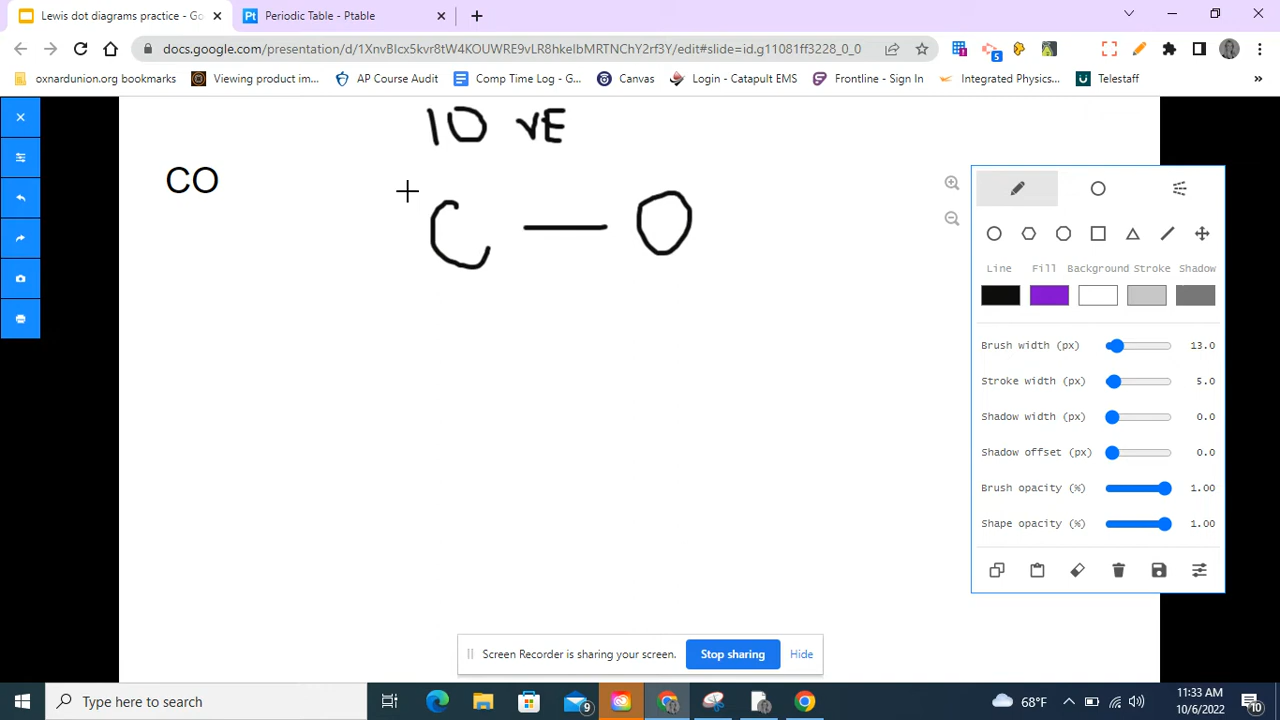 Lewis dot diagrams practice - Go
Periodic Table - Ptable
docs.google.com/presentation/d/1XnvBlcx5kvr8tW4KOUWRE9vLR8hkelbMRTNChY2rf3Y/edit#slide=id.g11081ff3228_0_0
oxnardunion.org bookmarks
Viewing product im...
AP Course Audit
Comp Time Log - G...
Canvas
Login - Catapult EMS
Frontline - Sign In
Integrated Physics...
Telestaff
»
10 VE
CO
C — O
Line Fill Background Stroke Shadow
Brush width (px) 13.0
Stroke width (px) 5.0
Shadow width (px) 0.0
Shadow offset (px) 0.0
Brush opacity (%) 1.00
Shape opacity (%) 1.00
Screen Recorder is sharing your screen. Stop sharing Hide
Type here to search
9
68°F
11:33 AM
10/6/2022
10